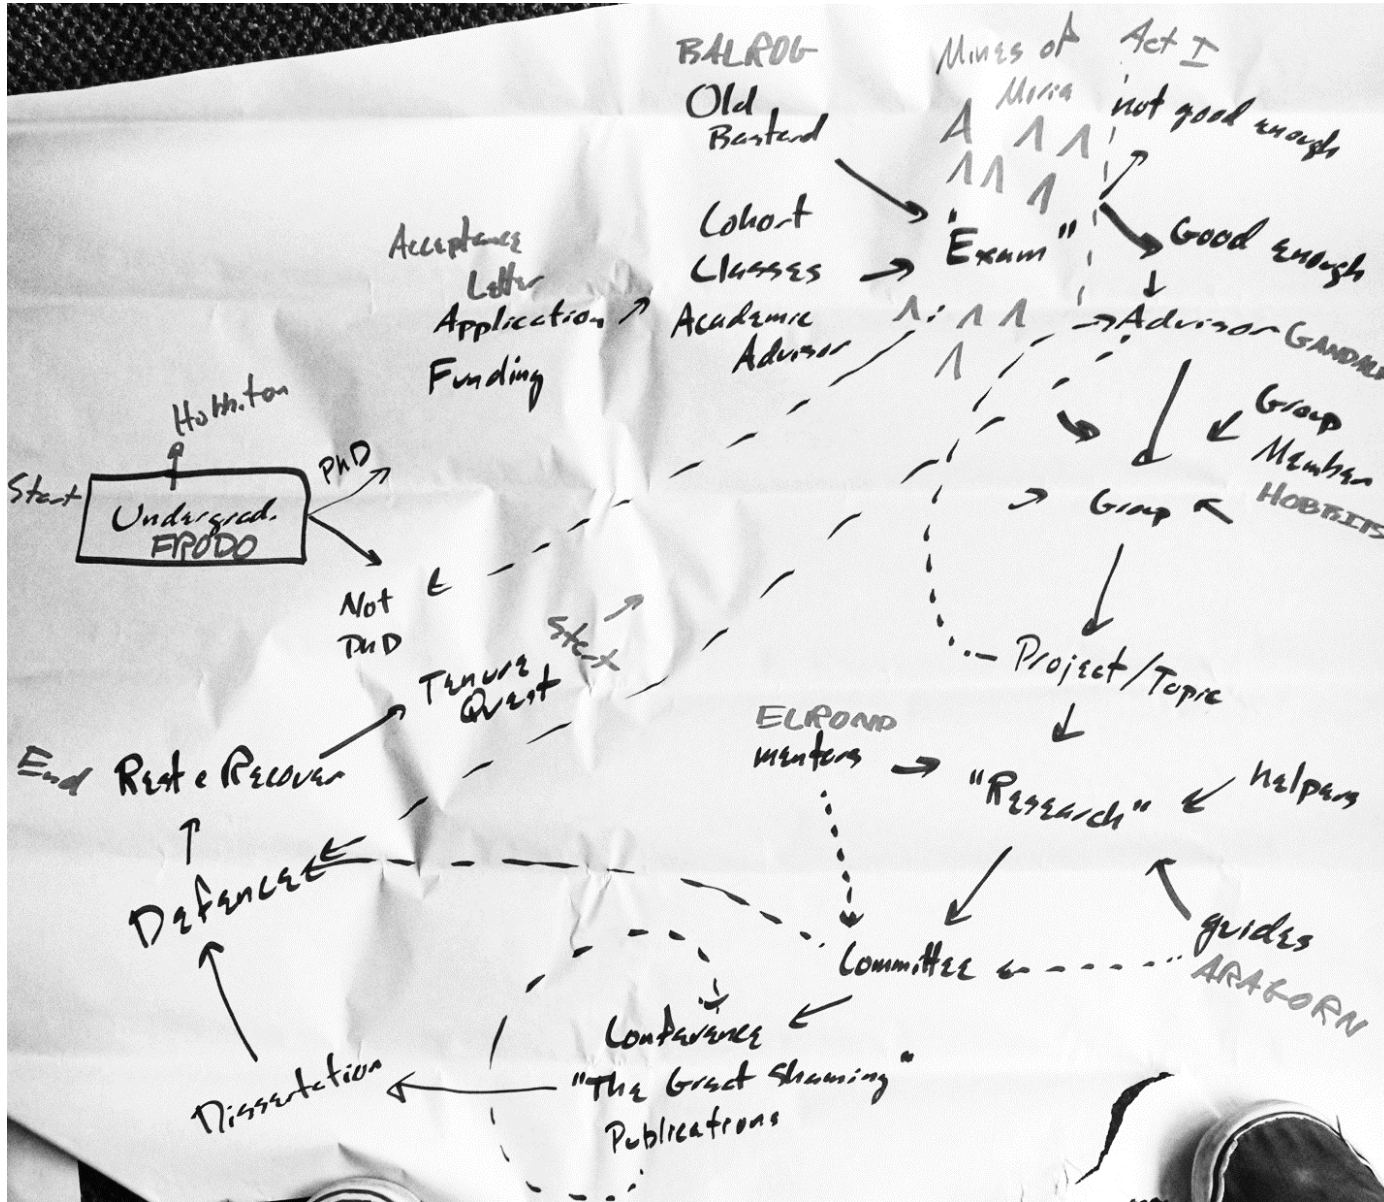 BALROG
Old
Bastard
Mines of
Moria
Act I
not good enough
Good enough
Acceptance
Letter
Application
Funding
Cohort
Classes
Academic
Advisor
"Exam"
Advisor GANDALF
Group
Member
HOBBITS
Group
Hobbiton
Start
PhD
Undergrad.
FRODO
Not
PhD
Start
Tenure
Quest
Project/Topic
End Rest & Recover
ELROND
mentors
"Research"
helpers
Defence
Committee
guides
ARAGORN
Conference
"The Great Shaming"
Publications
Dissertation